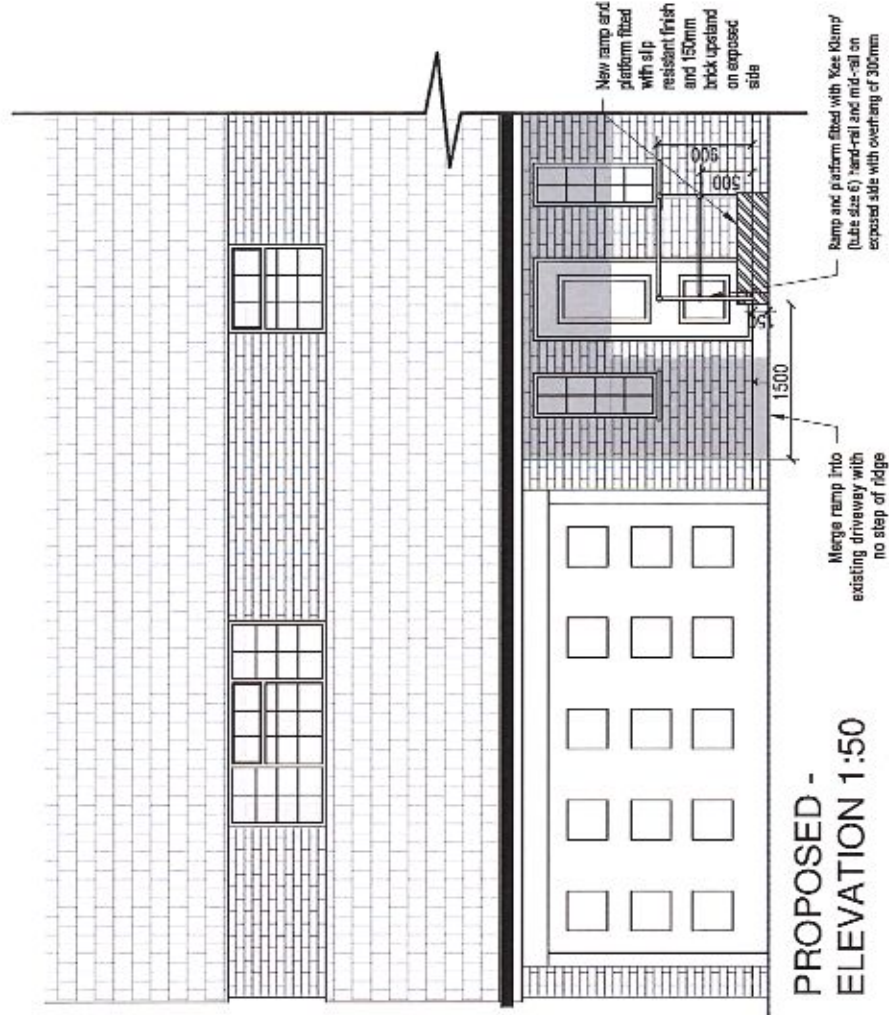 New ramp and
platform fitted
with slip
resistant finish
and 150mm
brick upstand
on exposed
side
900
500
1500
Ramp and platform fitted with 'Kee Klamp'
(tube size 6) hand-rail and mid-rail on
exposed side with overhang of 300mm
Merge ramp into
existing driveway with
no step of ridge
PROPOSED -
ELEVATION 1:50